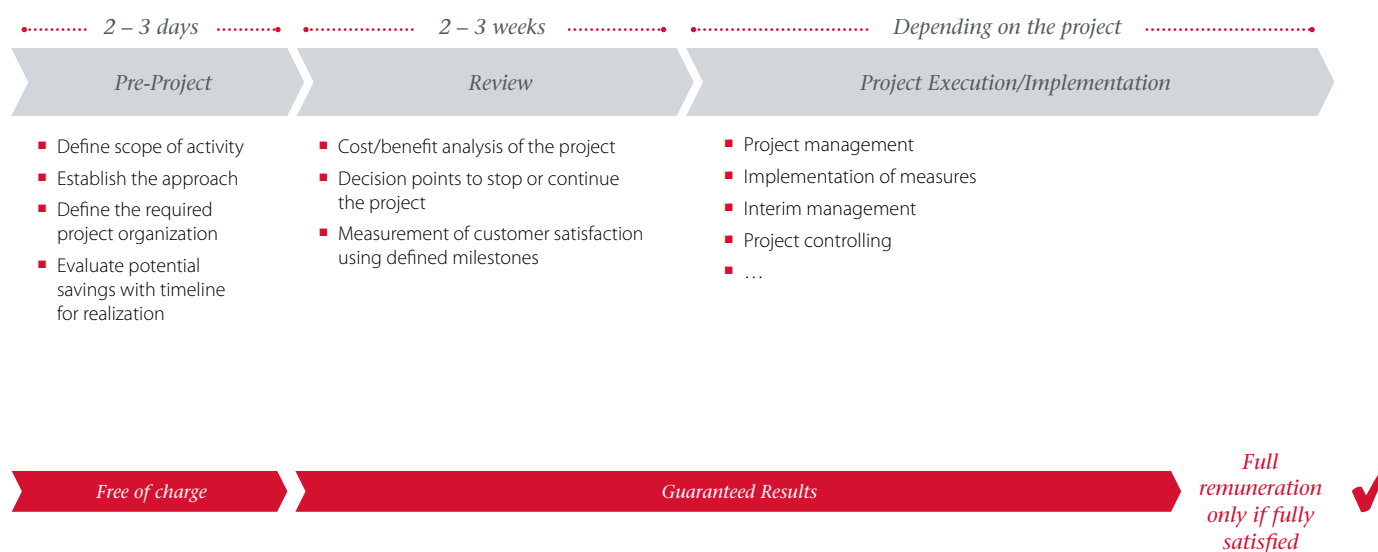 2 – 3 days
2 – 3 weeks
Depending on the project
Pre-Project
Review
Project Execution/Implementation
Define scope of activity
Establish the approach
Define the required
project organization
Evaluate potential
savings with timeline
for realization
Cost/benefit analysis of the project
Decision points to stop or continue
the project
Measurement of customer satisfaction
using defined milestones
Project management
Implementation of measures
Interim management
Project controlling
…
Free of charge
Guaranteed Results
Full
remuneration
only if fully
satisfied